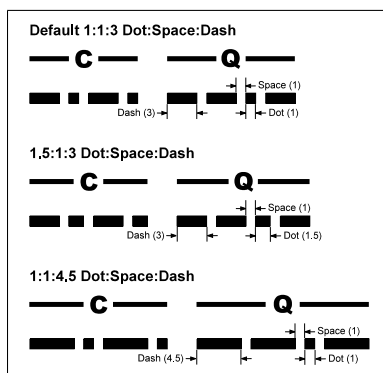 Default 1:1:3 Dot:Space:Dash
C Q
Space (1)
Dash (3) Dot (1)
1.5:1:3 Dot:Space:Dash
C Q
Space (1)
Dash (3) Dot (1.5)
1:1:4.5 Dot:Space:Dash
C Q
Space (1)
Dash (4.5) Dot (1)